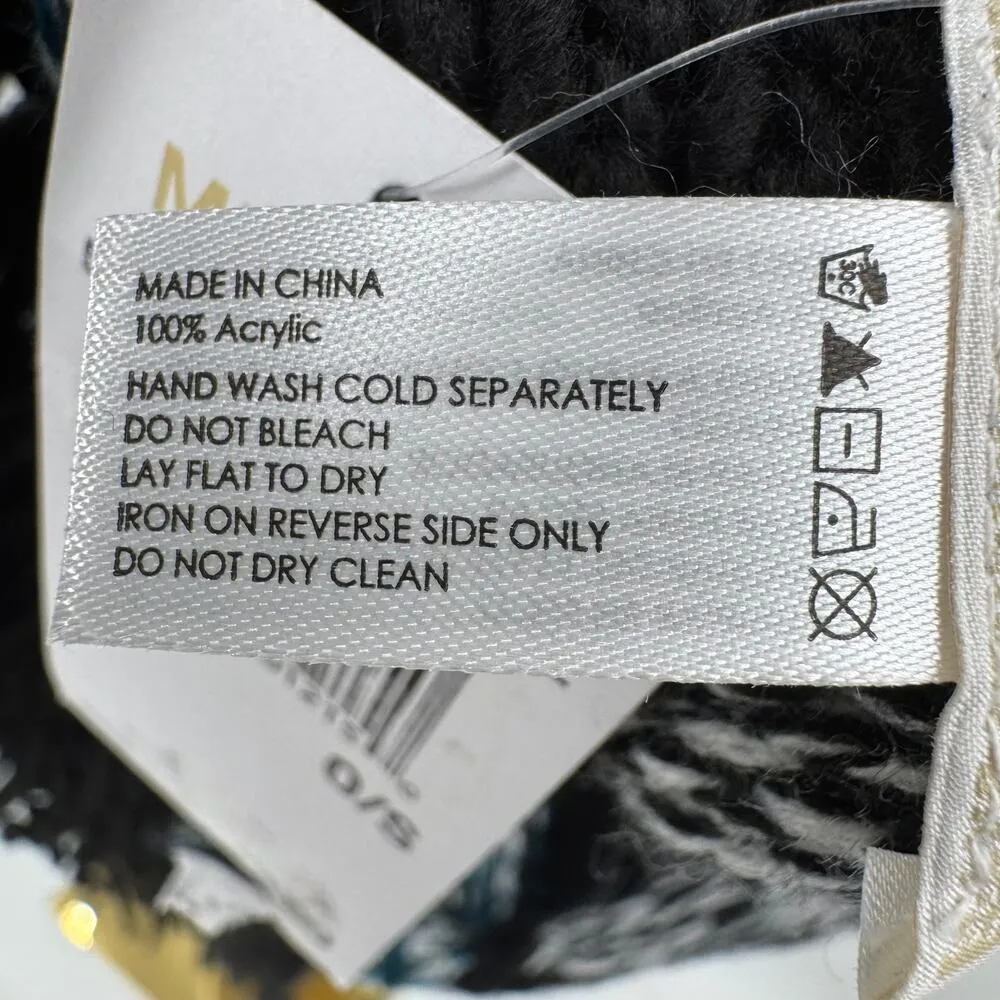 MADE IN CHINA
100% Acrylic
HAND WASH COLD SEPARATELY
DO NOT BLEACH
LAY FLAT TO DRY
IRON ON REVERSE SIDE ONLY
DO NOT DRY CLEAN
30C
O/S